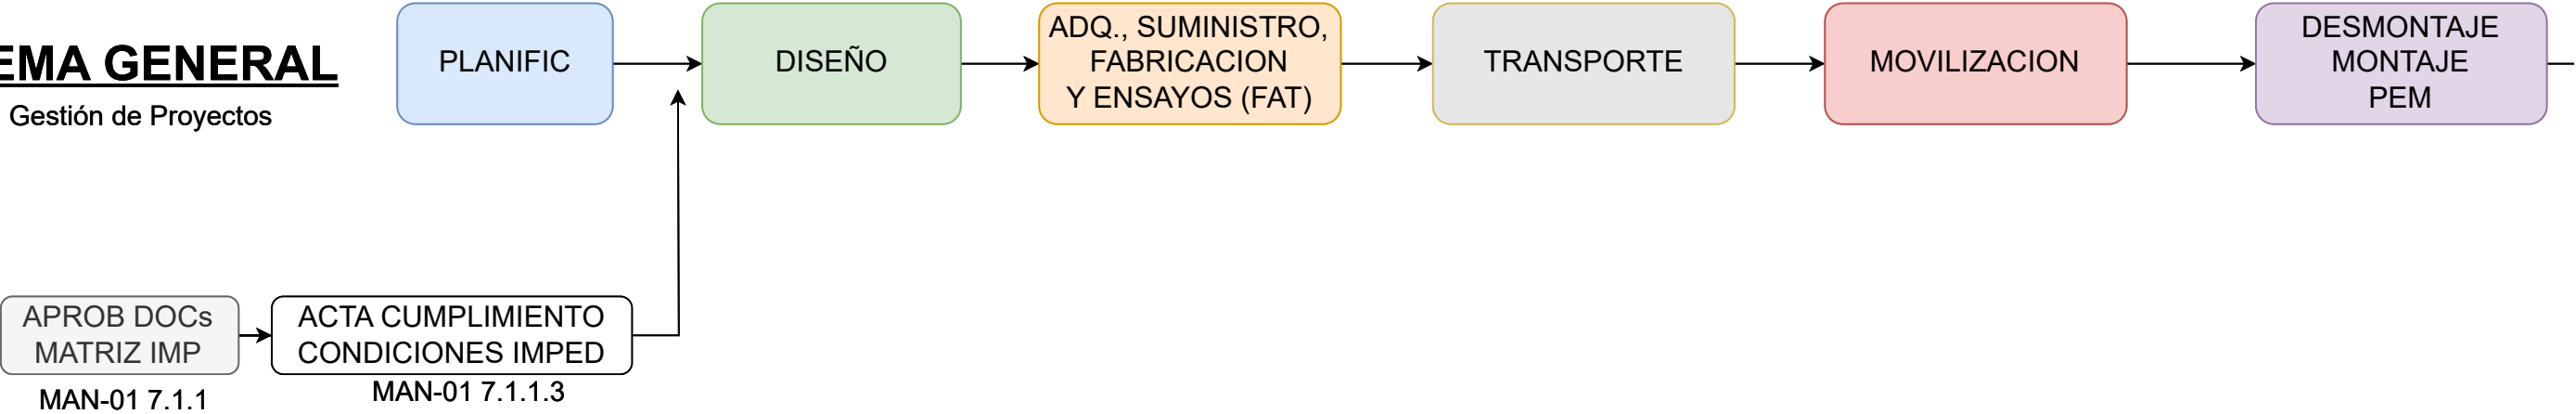 EMA GENERAL
Gestión de Proyectos
PLANIFIC
DISEÑO
ADQ., SUMINISTRO,
FABRICACION
Y ENSAYOS (FAT)
TRANSPORTE
MOVILIZACION
DESMONTAJE
MONTAJE
PEM
APROB DOCs
MATRIZ IMP
MAN-01 7.1.1
ACTA CUMPLIMIENTO
CONDICIONES IMPED
MAN-01 7.1.1.3